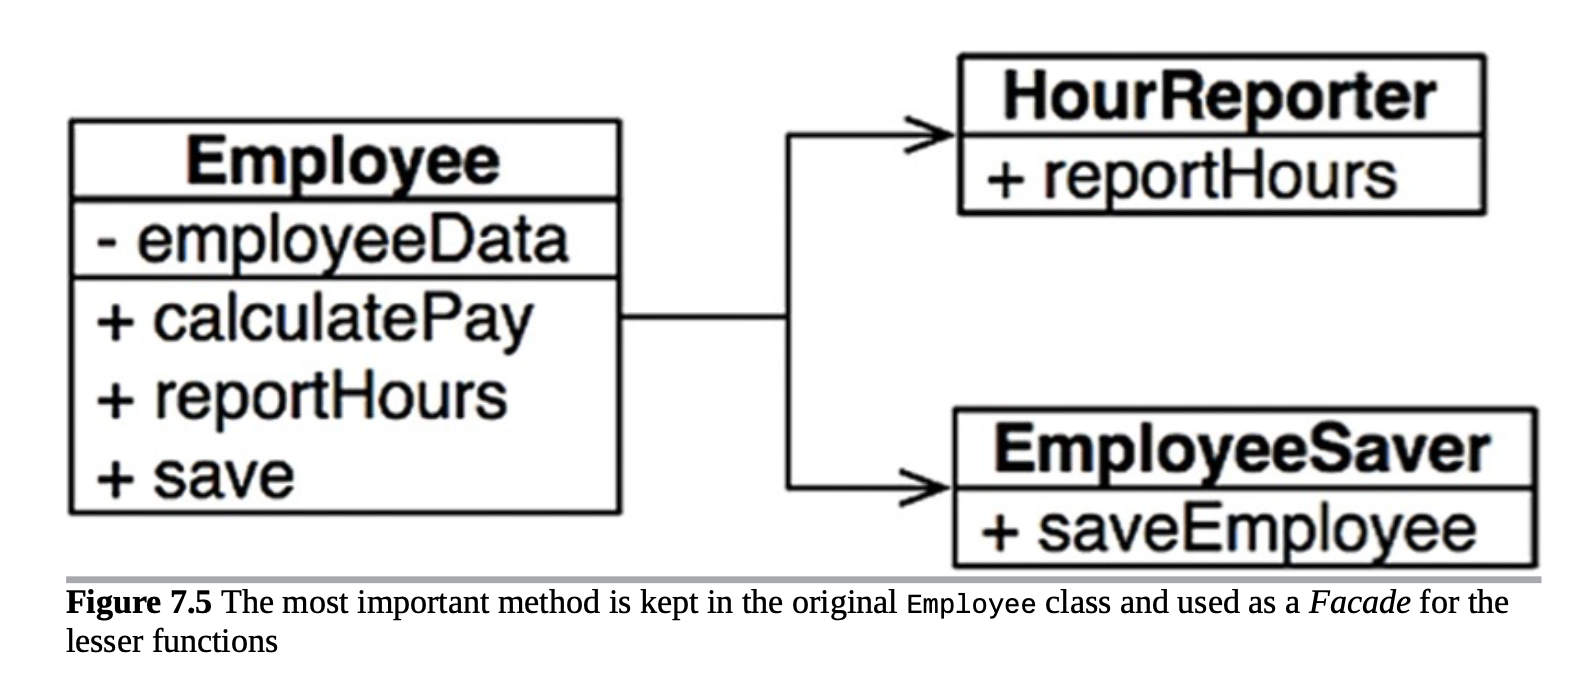 Employee
- employeeData
+ calculatePay
+ reportHours
+ save
HourReporter
+ reportHours
EmployeeSaver
+ saveEmployee
Figure 7.5 The most important method is kept in the original Employee class and used as a Facade for the
lesser functions